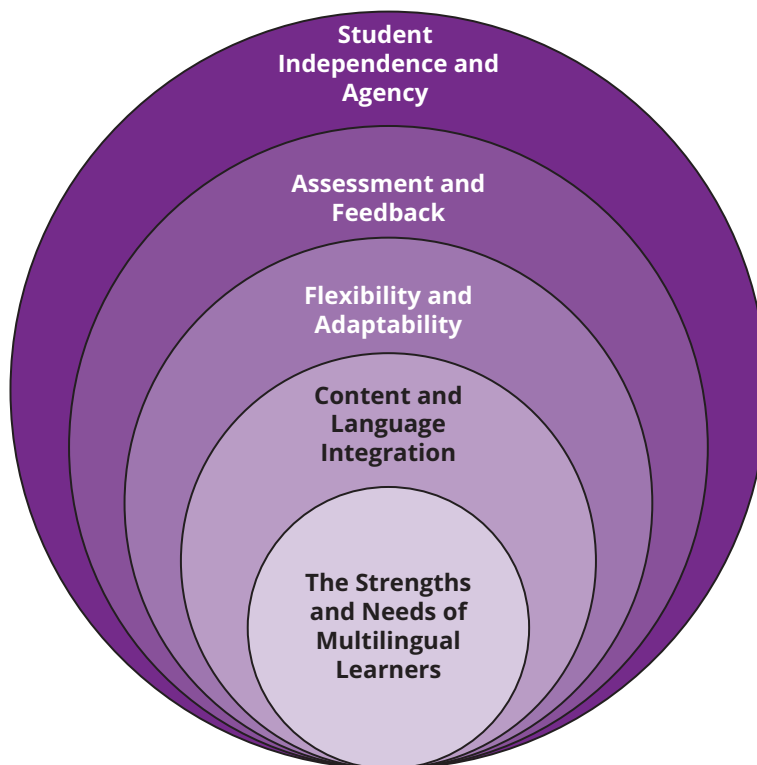 Student
Independence and
Agency
Assessment and
Feedback
Flexibility and
Adaptability
Content and
Language
Integration
The Strengths
and Needs of
Multilingual
Learners